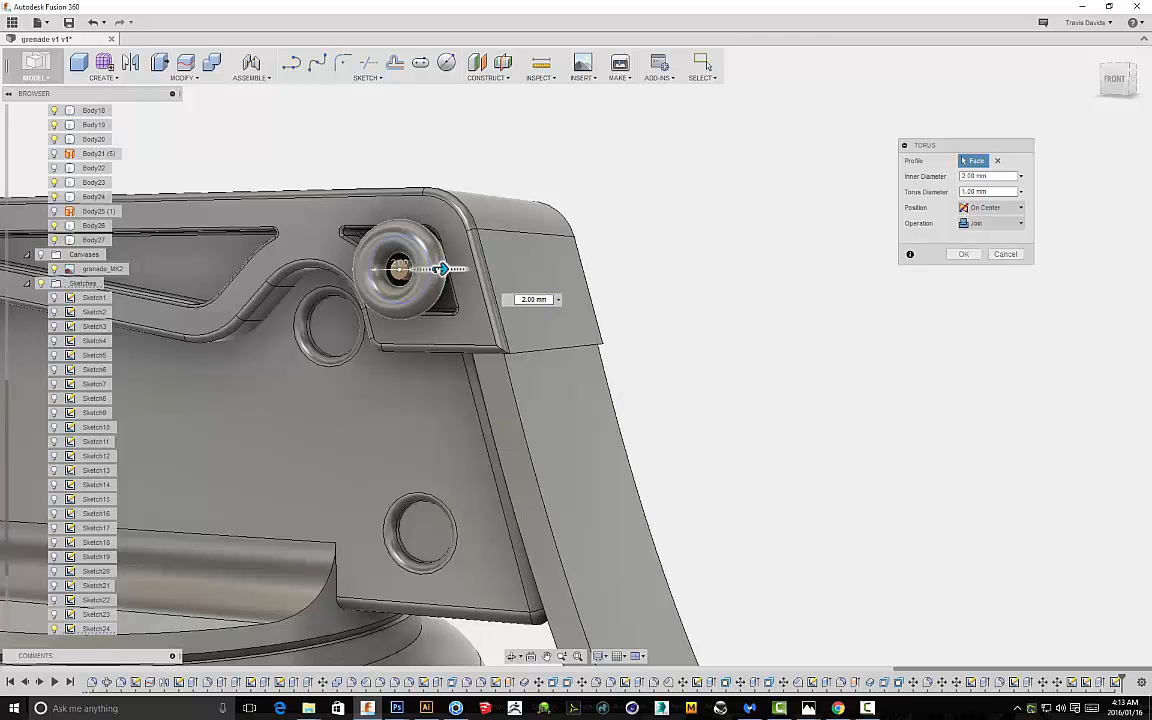 Autodesk Fusion 360
Travis Davids
grenade v1 v1*
MODEL
CREATE
MODIFY
ASSEMBLE
SKETCH
CONSTRUCT
INSPECT
INSERT
MAKE
ADD-INS
SELECT
BROWSER
FRONT
Body18
Body19
Body20
Body21 (5)
Body22
Body23
Body24
Body25 (1)
Body26
Body27
Canvases
grenade_MK2
Sketches
Sketch1
Sketch2
Sketch3
Sketch4
Sketch5
Sketch6
Sketch7
Sketch8
Sketch9
Sketch10
Sketch11
Sketch12
Sketch13
Sketch14
Sketch15
Sketch16
Sketch17
Sketch18
Sketch19
Sketch20
Sketch21
Sketch22
Sketch23
Sketch24
TORUS
Profile Face
Inner Diameter 2.00 mm
Torus Diameter 1.00 mm
Position On Center
Operation Join
OK Cancel
2.00
2.00 mm
COMMENTS
Ask me anything
4:13 AM
2016/01/16